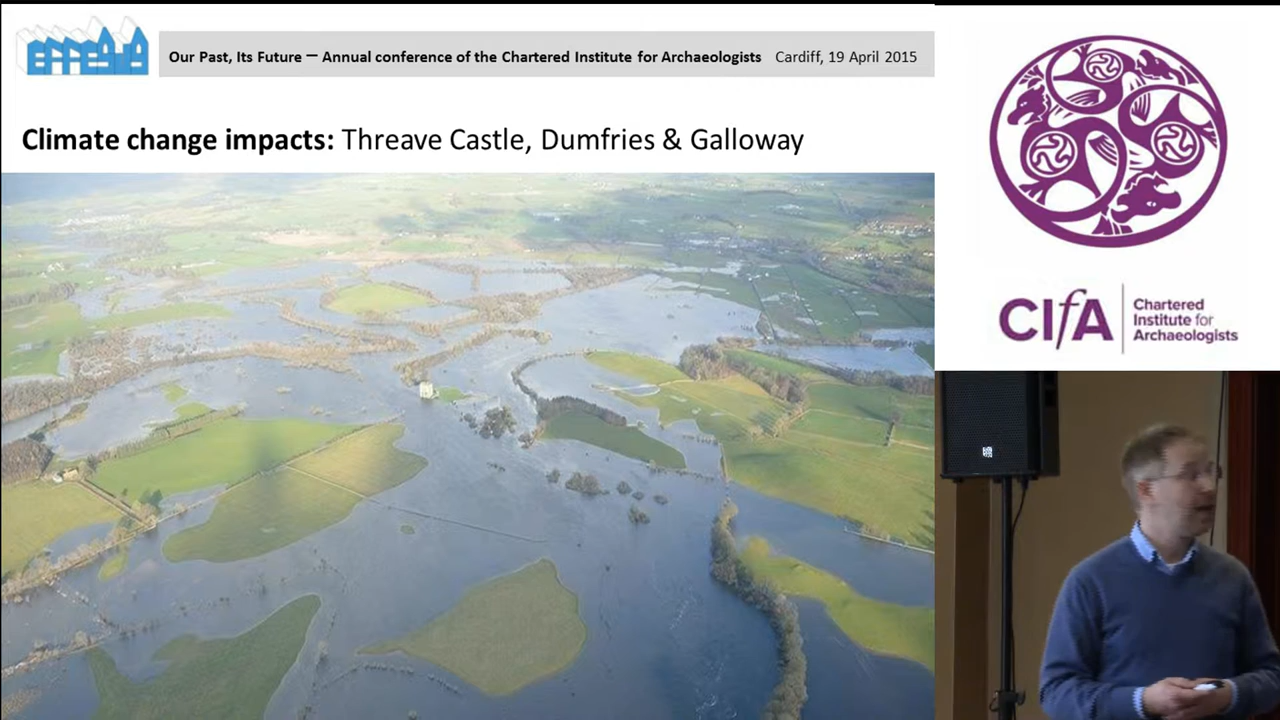 EFFESUS
Our Past, Its Future — Annual conference of the Chartered Institute for Archaeologists Cardiff, 19 April 2015
Climate change impacts: Threave Castle, Dumfries & Galloway
CIfA
Chartered
Institute for
Archaeologists